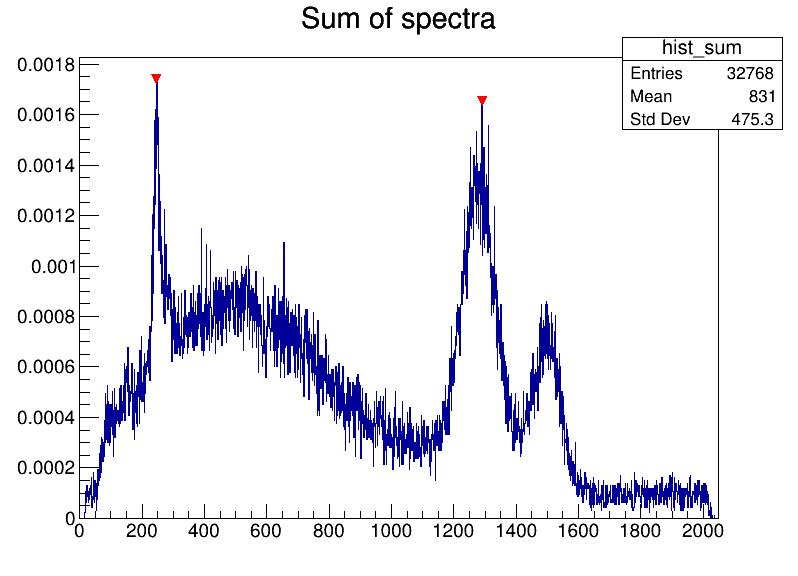 Sum of spectra
hist_sum
Entries 32768
Mean 831
Std Dev 475.3
0.0018
0.0016
0.0014
0.0012
0.001
0.0008
0.0006
0.0004
0.0002
0
0 200 400 600 800 1000 1200 1400 1600 1800 2000